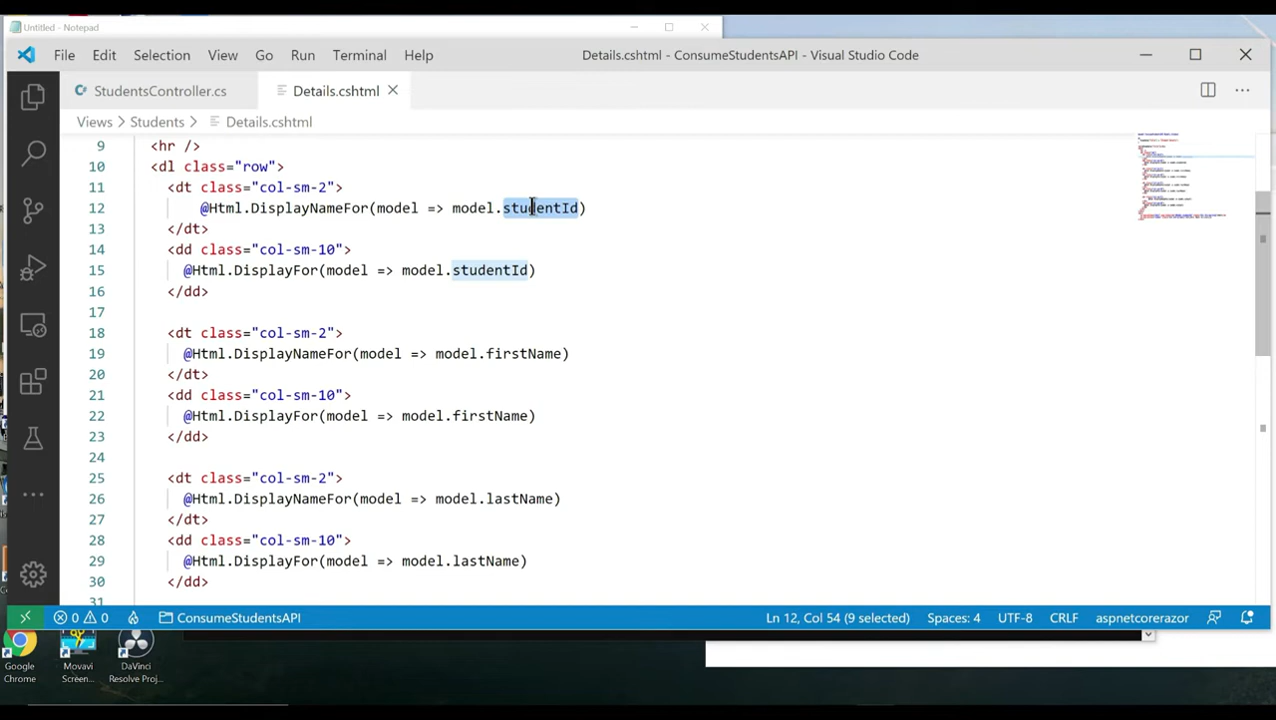 Untitled - Notepad
File Edit Selection View Go Run Terminal Help Details.cshtml - ConsumeStudentsAPI - Visual Studio Code
StudentsController.cs Details.cshtml
Views > Students > Details.cshtml
9 <hr />
10 <dl class="row">
11 <dt class="col-sm-2">
12 @Html.DisplayNameFor(model => model.studentId)
13 </dt>
14 <dd class="col-sm-10">
15 @Html.DisplayFor(model => model.studentId)
16 </dd>
17
18 <dt class="col-sm-2">
19 @Html.DisplayNameFor(model => model.firstName)
20 </dt>
21 <dd class="col-sm-10">
22 @Html.DisplayFor(model => model.firstName)
23 </dd>
24
25 <dt class="col-sm-2">
26 @Html.DisplayNameFor(model => model.lastName)
27 </dt>
28 <dd class="col-sm-10">
29 @Html.DisplayFor(model => model.lastName)
30 </dd>
31
0 0 ConsumeStudentsAPI Ln 12, Col 54 (9 selected) Spaces: 4 UTF-8 CRLF aspnetcorerazor
Google Chrome
Movavi Screen...
DaVinci Resolve Proj...